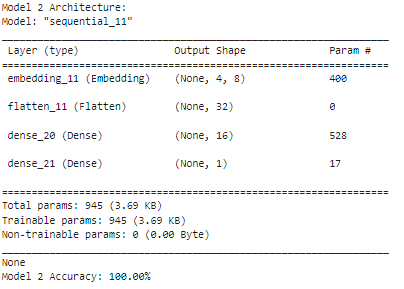 Model 2 Architecture:
Model: "sequential_11"
_________________________________________________________________
Layer (type) Output Shape Param #
=================================================================
embedding_11 (Embedding) (None, 4, 8) 400
flatten_11 (Flatten) (None, 32) 0
dense_20 (Dense) (None, 16) 528
dense_21 (Dense) (None, 1) 17
=================================================================
Total params: 945 (3.69 KB)
Trainable params: 945 (3.69 KB)
Non-trainable params: 0 (0.00 Byte)
_________________________________________________________________
None
Model 2 Accuracy: 100.00%